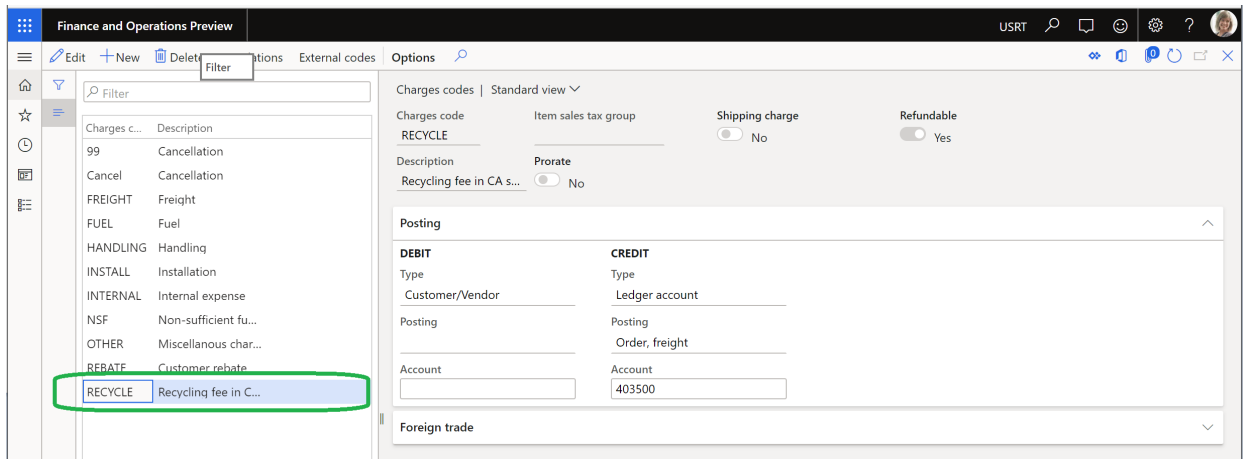 Finance and Operations Preview
USRT
?
Edit
New
Delete
Filter
External codes
Options
0
Filter
Charges c... Description
99 Cancellation
Cancel Cancellation
FREIGHT Freight
FUEL Fuel
HANDLING Handling
INSTALL Installation
INTERNAL Internal expense
NSF Non-sufficient fu...
OTHER Miscellanous char...
REBATE Customer rebate
RECYCLE Recycling fee in C...
Charges codes | Standard view
Charges code Item sales tax group Shipping charge Refundable
RECYCLE No Yes
Description Prorate
Recycling fee in CA s... No
Posting
DEBIT CREDIT
Type Type
Customer/Vendor Ledger account
Posting Posting
Order, freight
Account Account
403500
Foreign trade